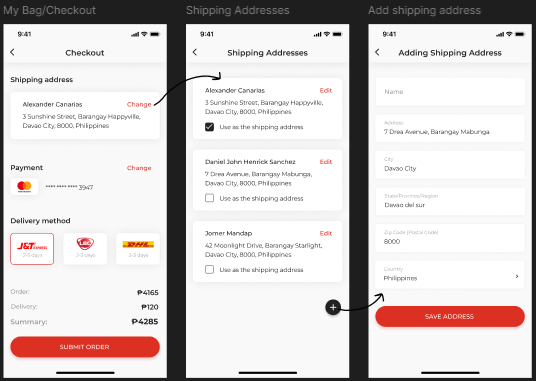 My Bag/Checkout
9:41
Checkout
Shipping address
Alexander Canarias
Change
3 Sunshine Street, Barangay Happyville,
Davao City, 8000, Philippines
Payment
Change
**** **** **** 3947
Delivery method
J&T EXPRESS
2-3 days
LBC
2-3 days
DHL
2-3 days
Order:
₱4165
Delivery:
₱120
Summary:
₱4285
SUBMIT ORDER
Shipping Addresses
9:41
Shipping Addresses
Alexander Canarias
Edit
3 Sunshine Street, Barangay Happyville,
Davao City, 8000, Philippines
Use as the shipping address
Daniel John Henrick Sanchez
Edit
7 Drea Avenue, Barangay Mabunga,
Davao City, 8000, Philippines
Use as the shipping address
Jomer Mandap
Edit
42 Moonlight Drive, Barangay Starlight,
Davao City, 8000, Philippines
Use as the shipping address
+
Add shipping address
9:41
Adding Shipping Address
Name
Address
7 Drea Avenue, Barangay Mabunga
City
Davao City
State/Province/Region
Davao del sur
Zip Code (Postal Code)
8000
Country
Philippines
SAVE ADDRESS